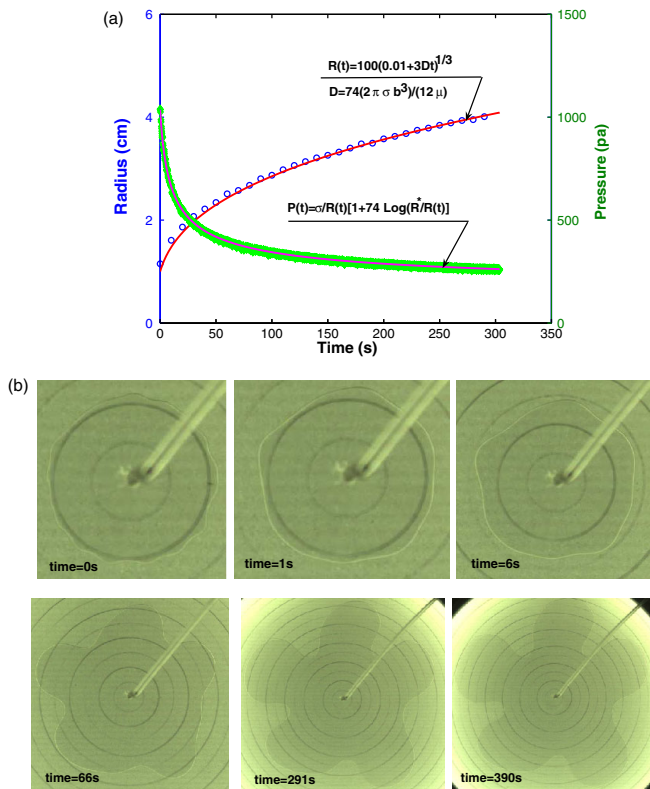 (a)
6
4
2
0
Radius (cm)
1500
1000
500
0
Pressure (pa)
R(t)=100(0.01+3Dt)^1/3
D=74(2 π σ b^3)/(12 μ)
P(t)=σ/R(t)[1+74 Log(R*/R(t)]
0 50 100 150 200 250 300 350
Time (s)
(b)
time=0s
time=1s
time=6s
time=66s
time=291s
time=390s